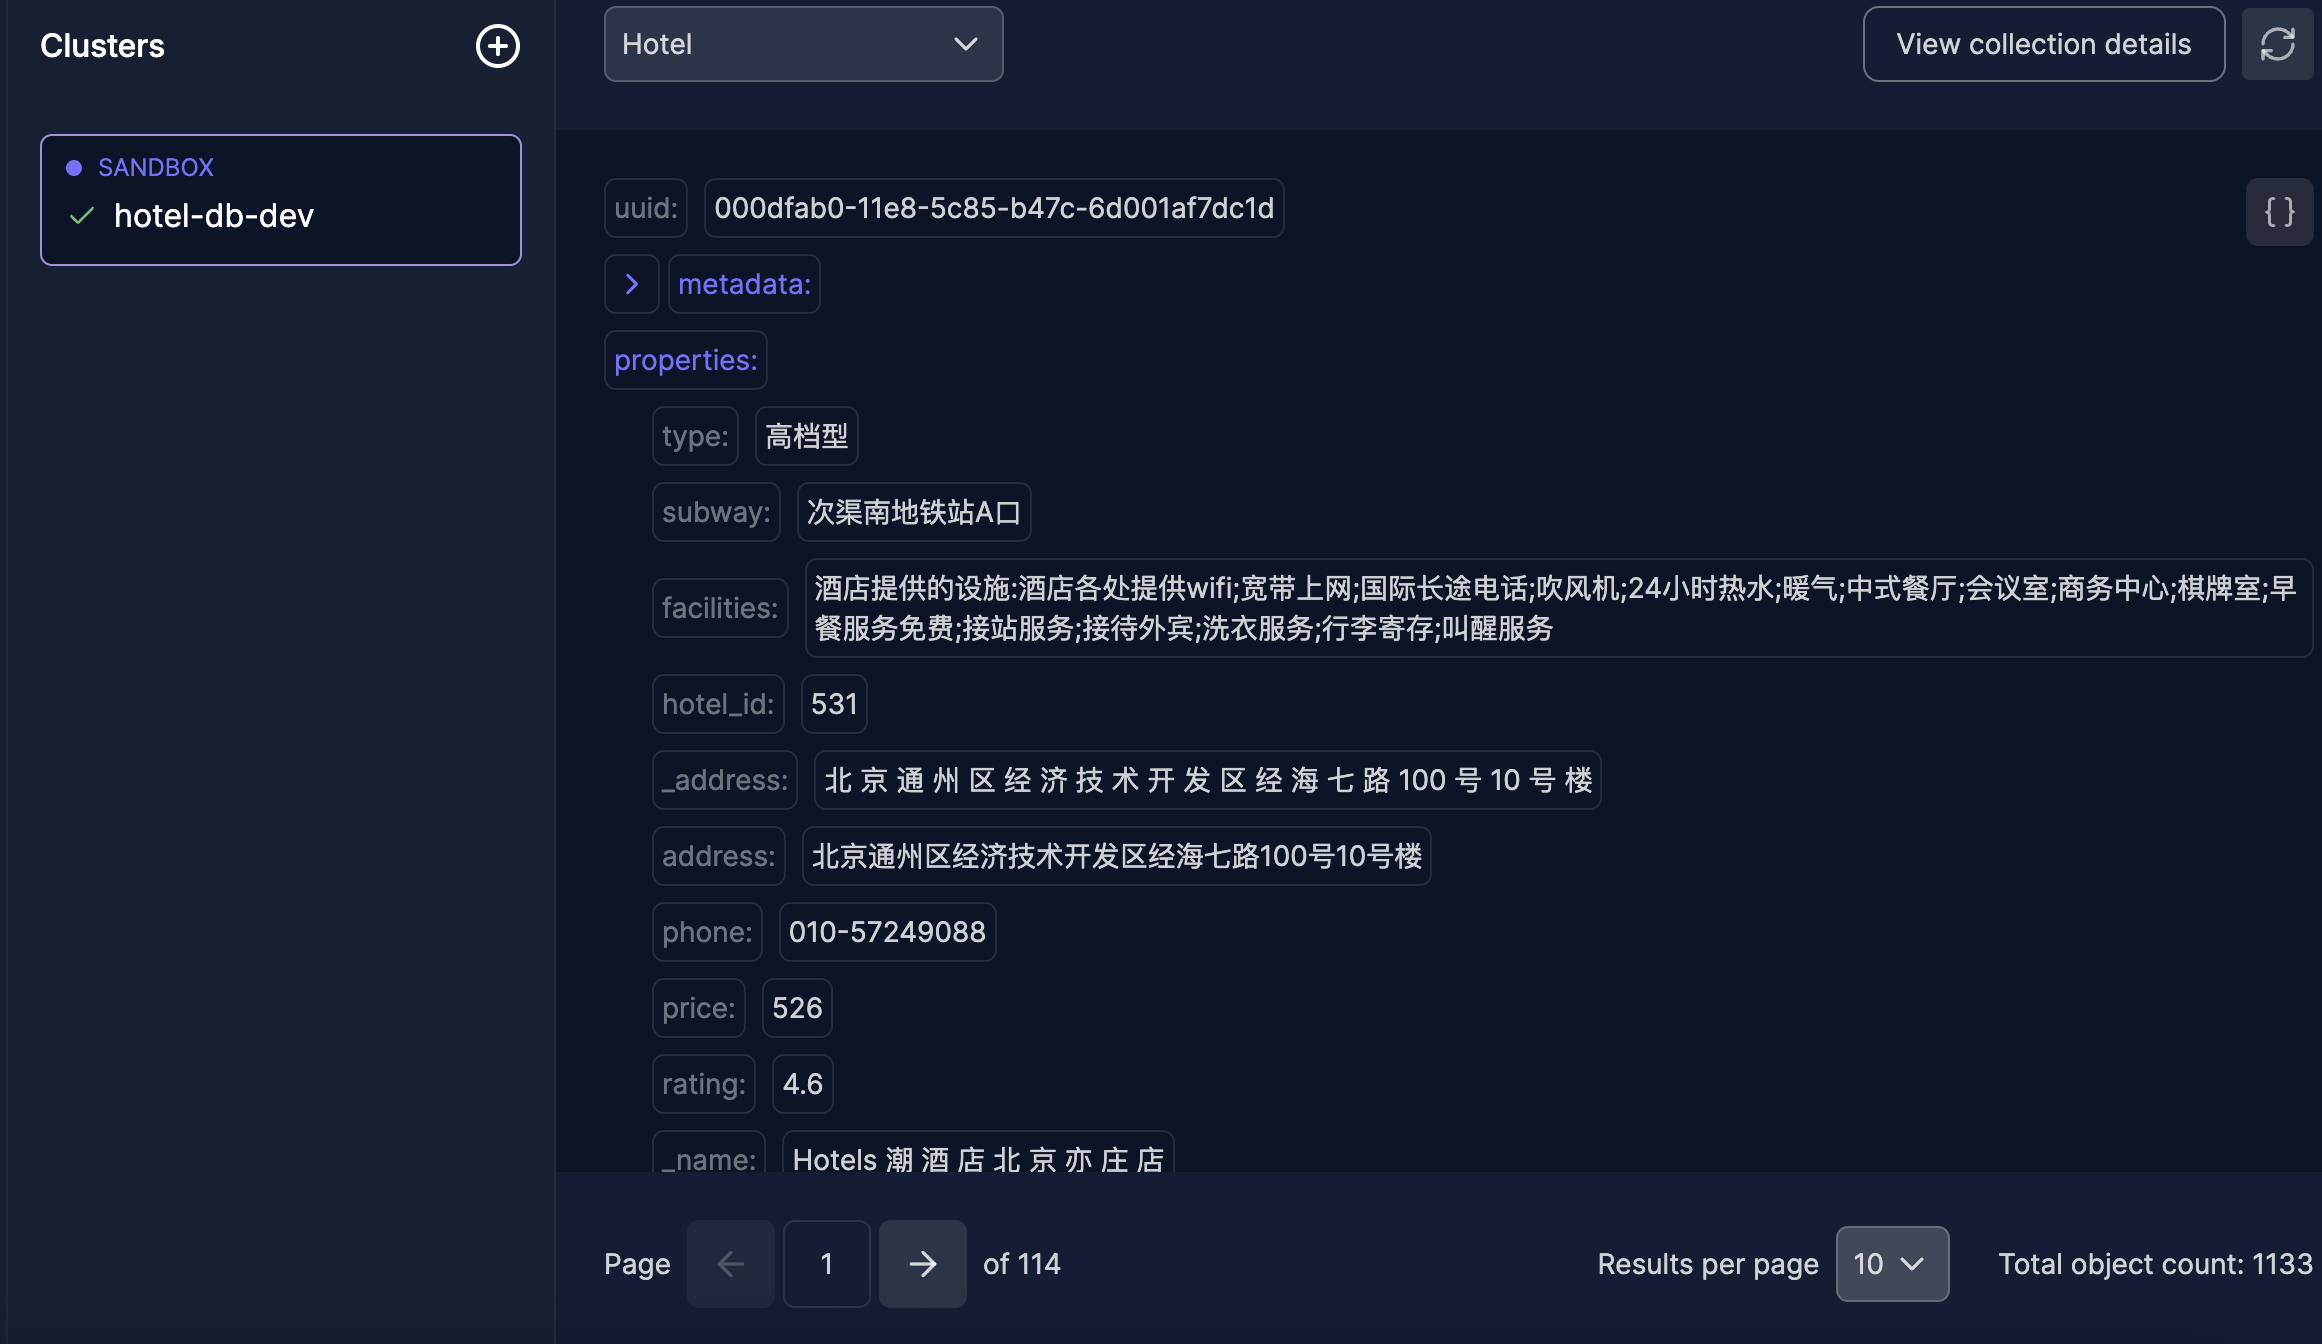 Clusters
SANDBOX
hotel-db-dev
Hotel
View collection details
uuid: 000dfab0-11e8-5c85-b47c-6d001af7dc1d
{ }
metadata:
properties:
type: 高档型
subway: 次渠南地铁站A口
facilities: 酒店提供的设施:酒店各处提供wifi;宽带上网;国际长途电话;吹风机;24小时热水;暖气;中式餐厅;会议室;商务中心;棋牌室;早
餐服务免费;接站服务;接待外宾;洗衣服务;行李寄存;叫醒服务
hotel_id: 531
_address: 北 京 通 州 区 经 济 技 术 开 发 区 经 海 七 路 100 号 10 号 楼
address: 北京通州区经济技术开发区经海七路100号10号楼
phone: 010-57249088
price: 526
rating: 4.6
_name: Hotels 潮 酒 店 北 京 亦 庄 店
Page 1 of 114
Results per page 10
Total object count: 1133